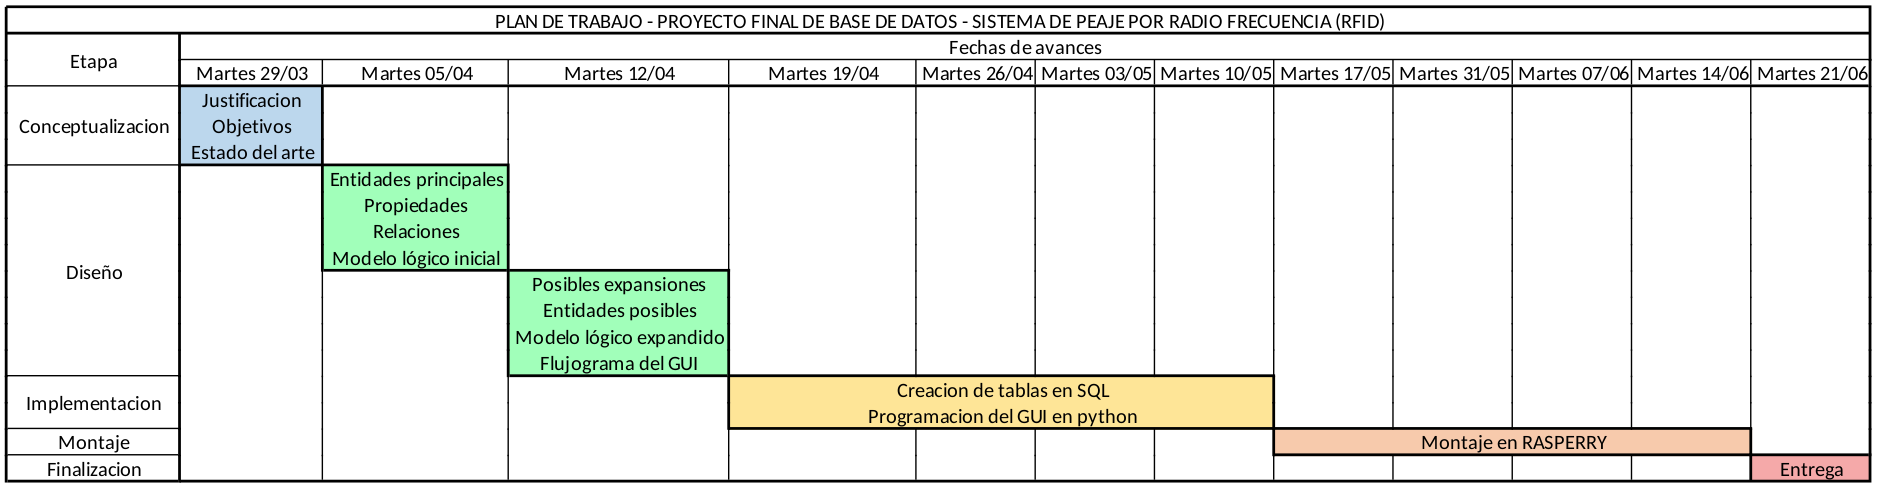 PLAN DE TRABAJO - PROYECTO FINAL DE BASE DE DATOS - SISTEMA DE PEAJE POR RADIO FRECUENCIA (RFID)
Etapa
Fechas de avances
Martes 29/03 Martes 05/04 Martes 12/04 Martes 19/04 Martes 26/04 Martes 03/05 Martes 10/05 Martes 17/05 Martes 31/05 Martes 07/06 Martes 14/06 Martes 21/06
Conceptualizacion
Justificacion
Objetivos
Estado del arte
Diseño
Entidades principales
Propiedades
Relaciones
Modelo lógico inicial
Posibles expansiones
Entidades posibles
Modelo lógico expandido
Flujograma del GUI
Implementacion
Creacion de tablas en SQL
Programacion del GUI en python
Montaje
Montaje en RASPERRY
Finalizacion
Entrega